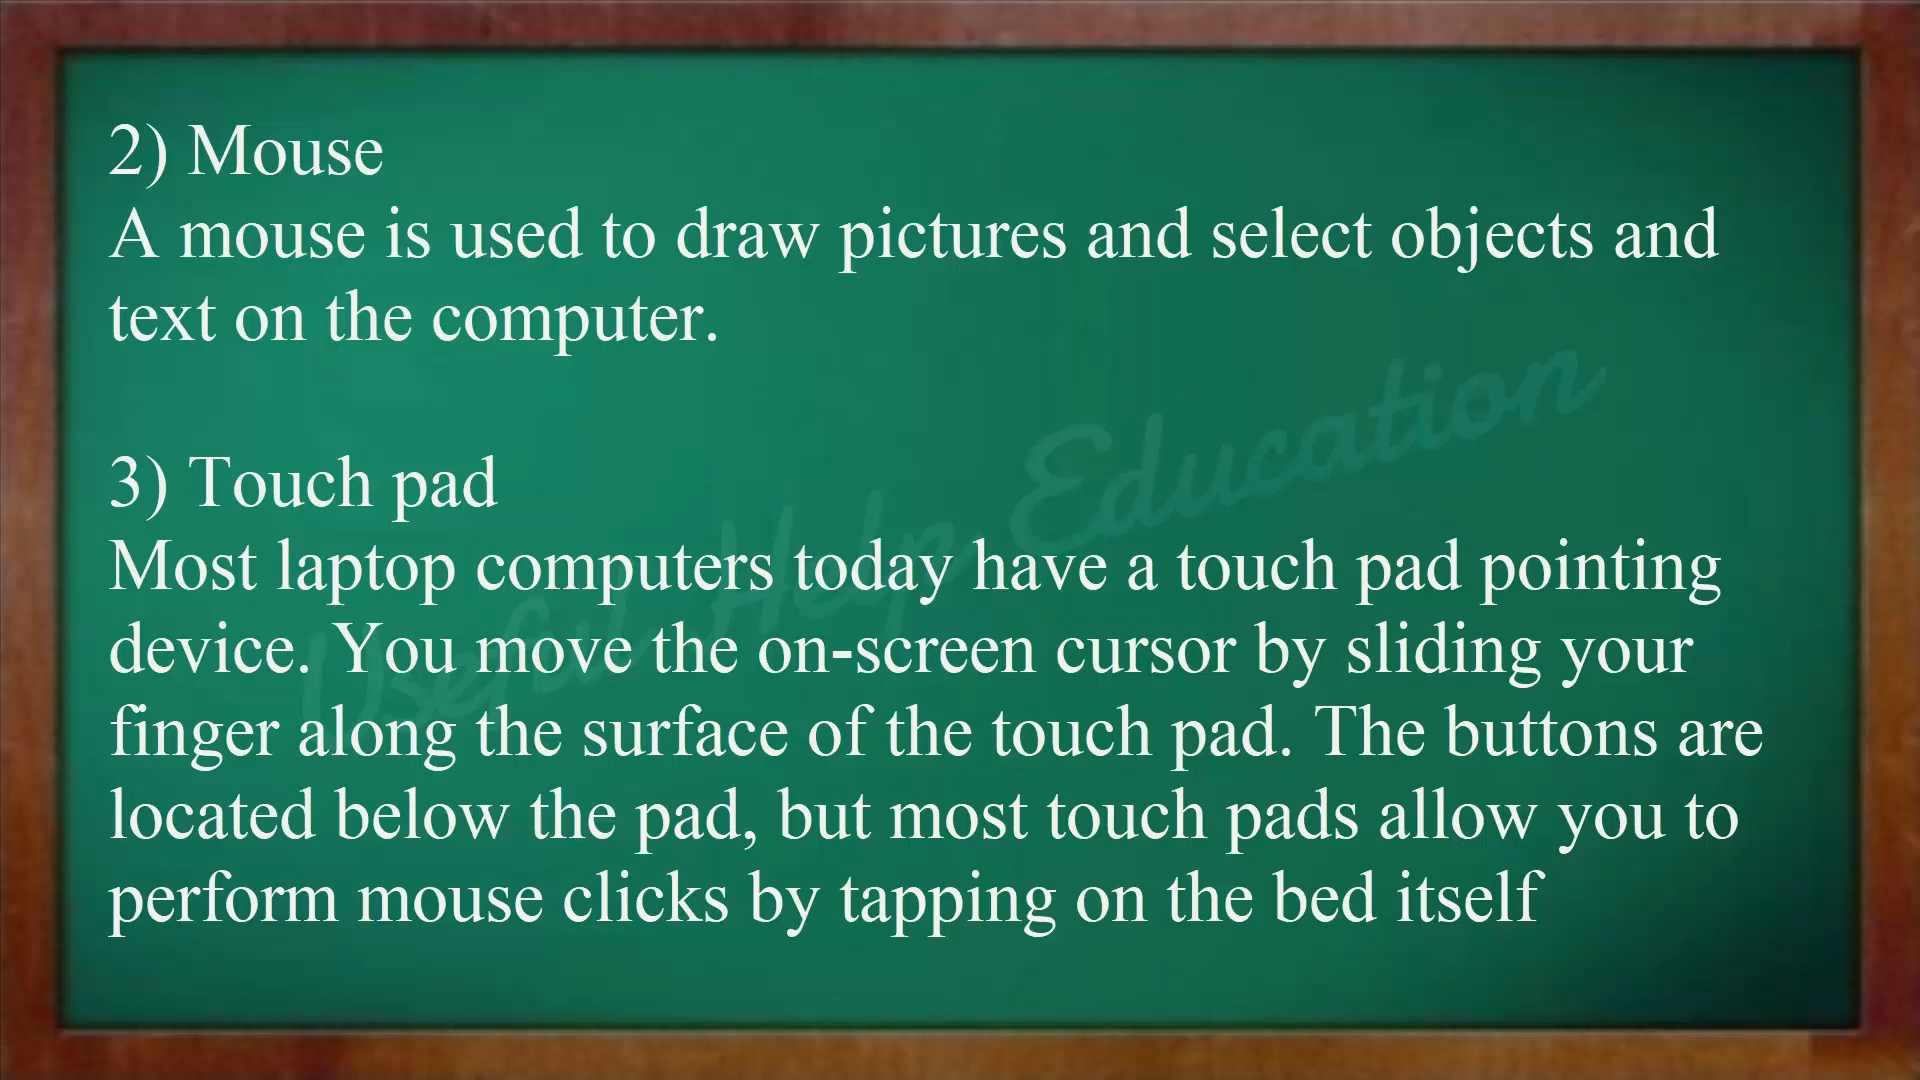 2) Mouse
A mouse is used to draw pictures and select objects and
text on the computer.
3) Touch pad
Most laptop computers today have a touch pad pointing
device. You move the on-screen cursor by sliding your
finger along the surface of the touch pad. The buttons are
located below the pad, but most touch pads allow you to
perform mouse clicks by tapping on the bed itself
Useful Help Education